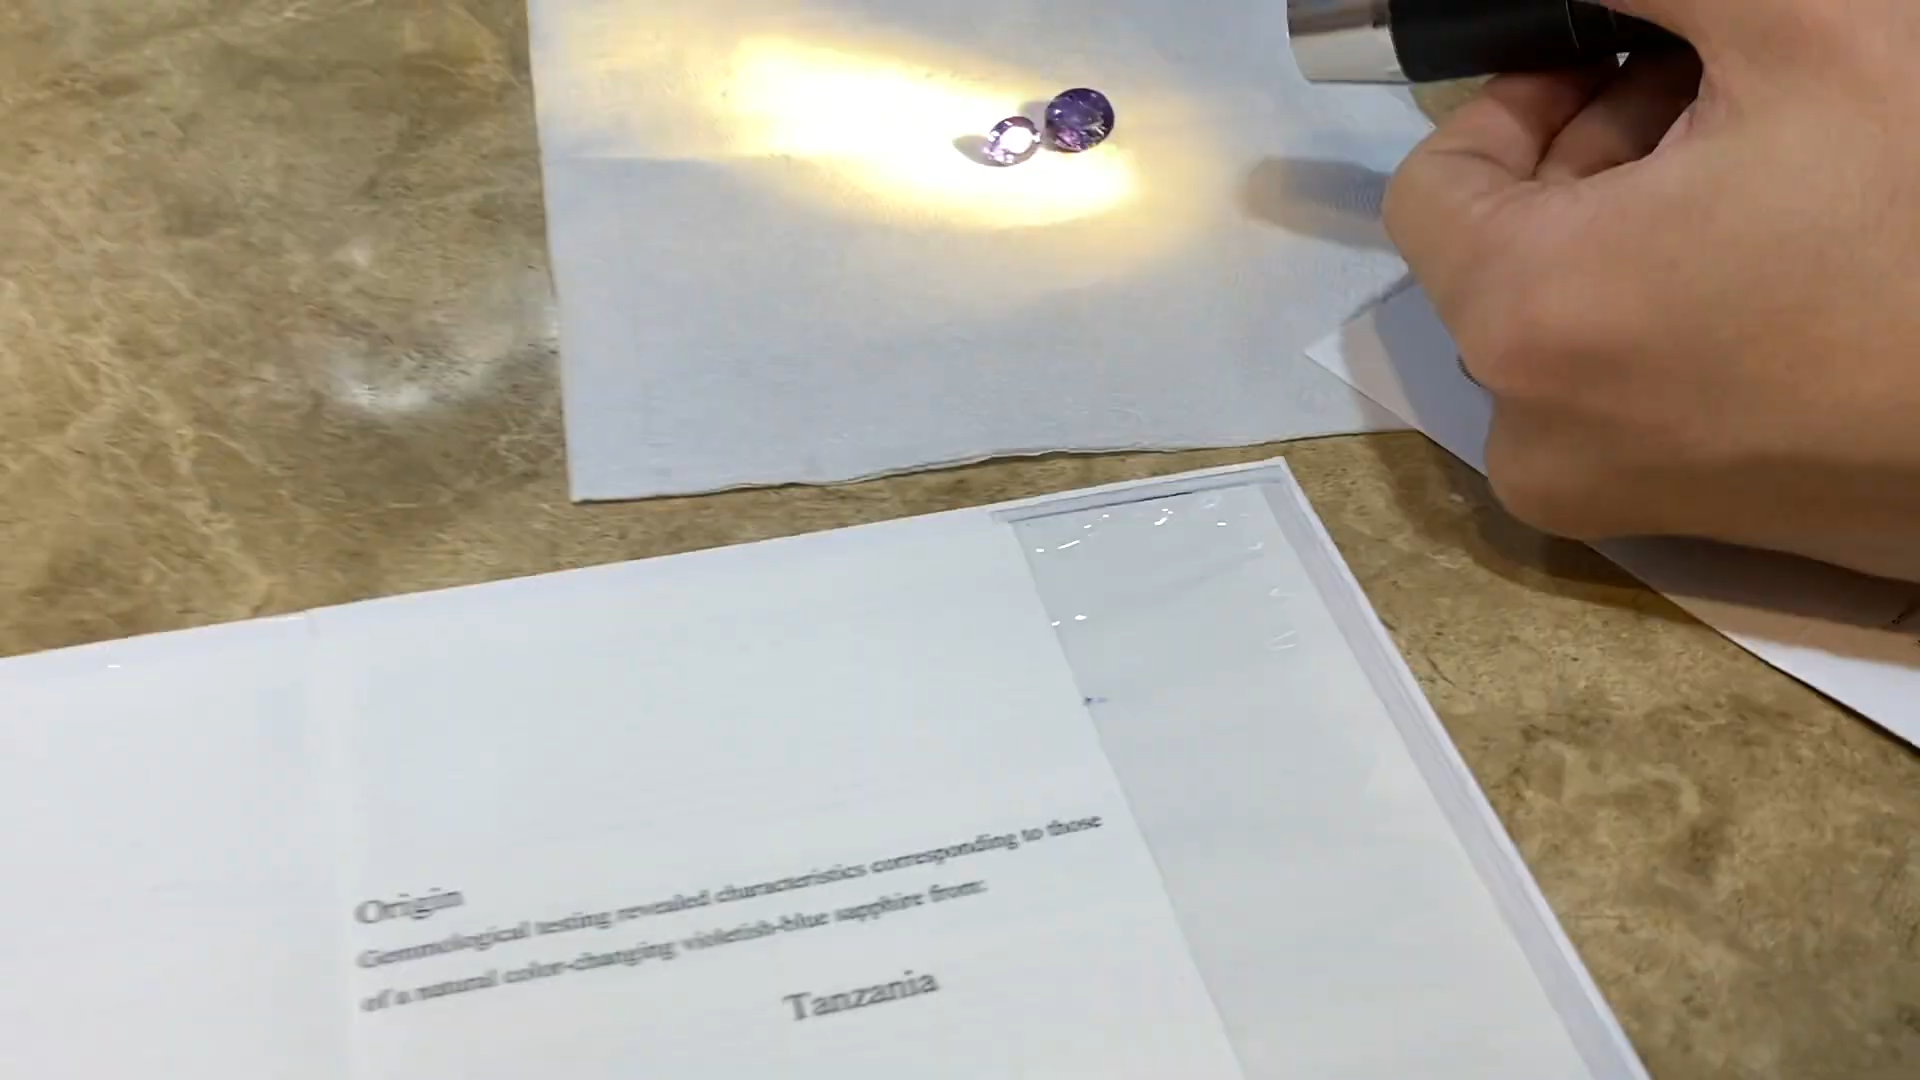 Origin
Gemmological testing revealed characteristics corresponding to those
of a natural color-changing violetish-blue sapphire from:
Tanzania